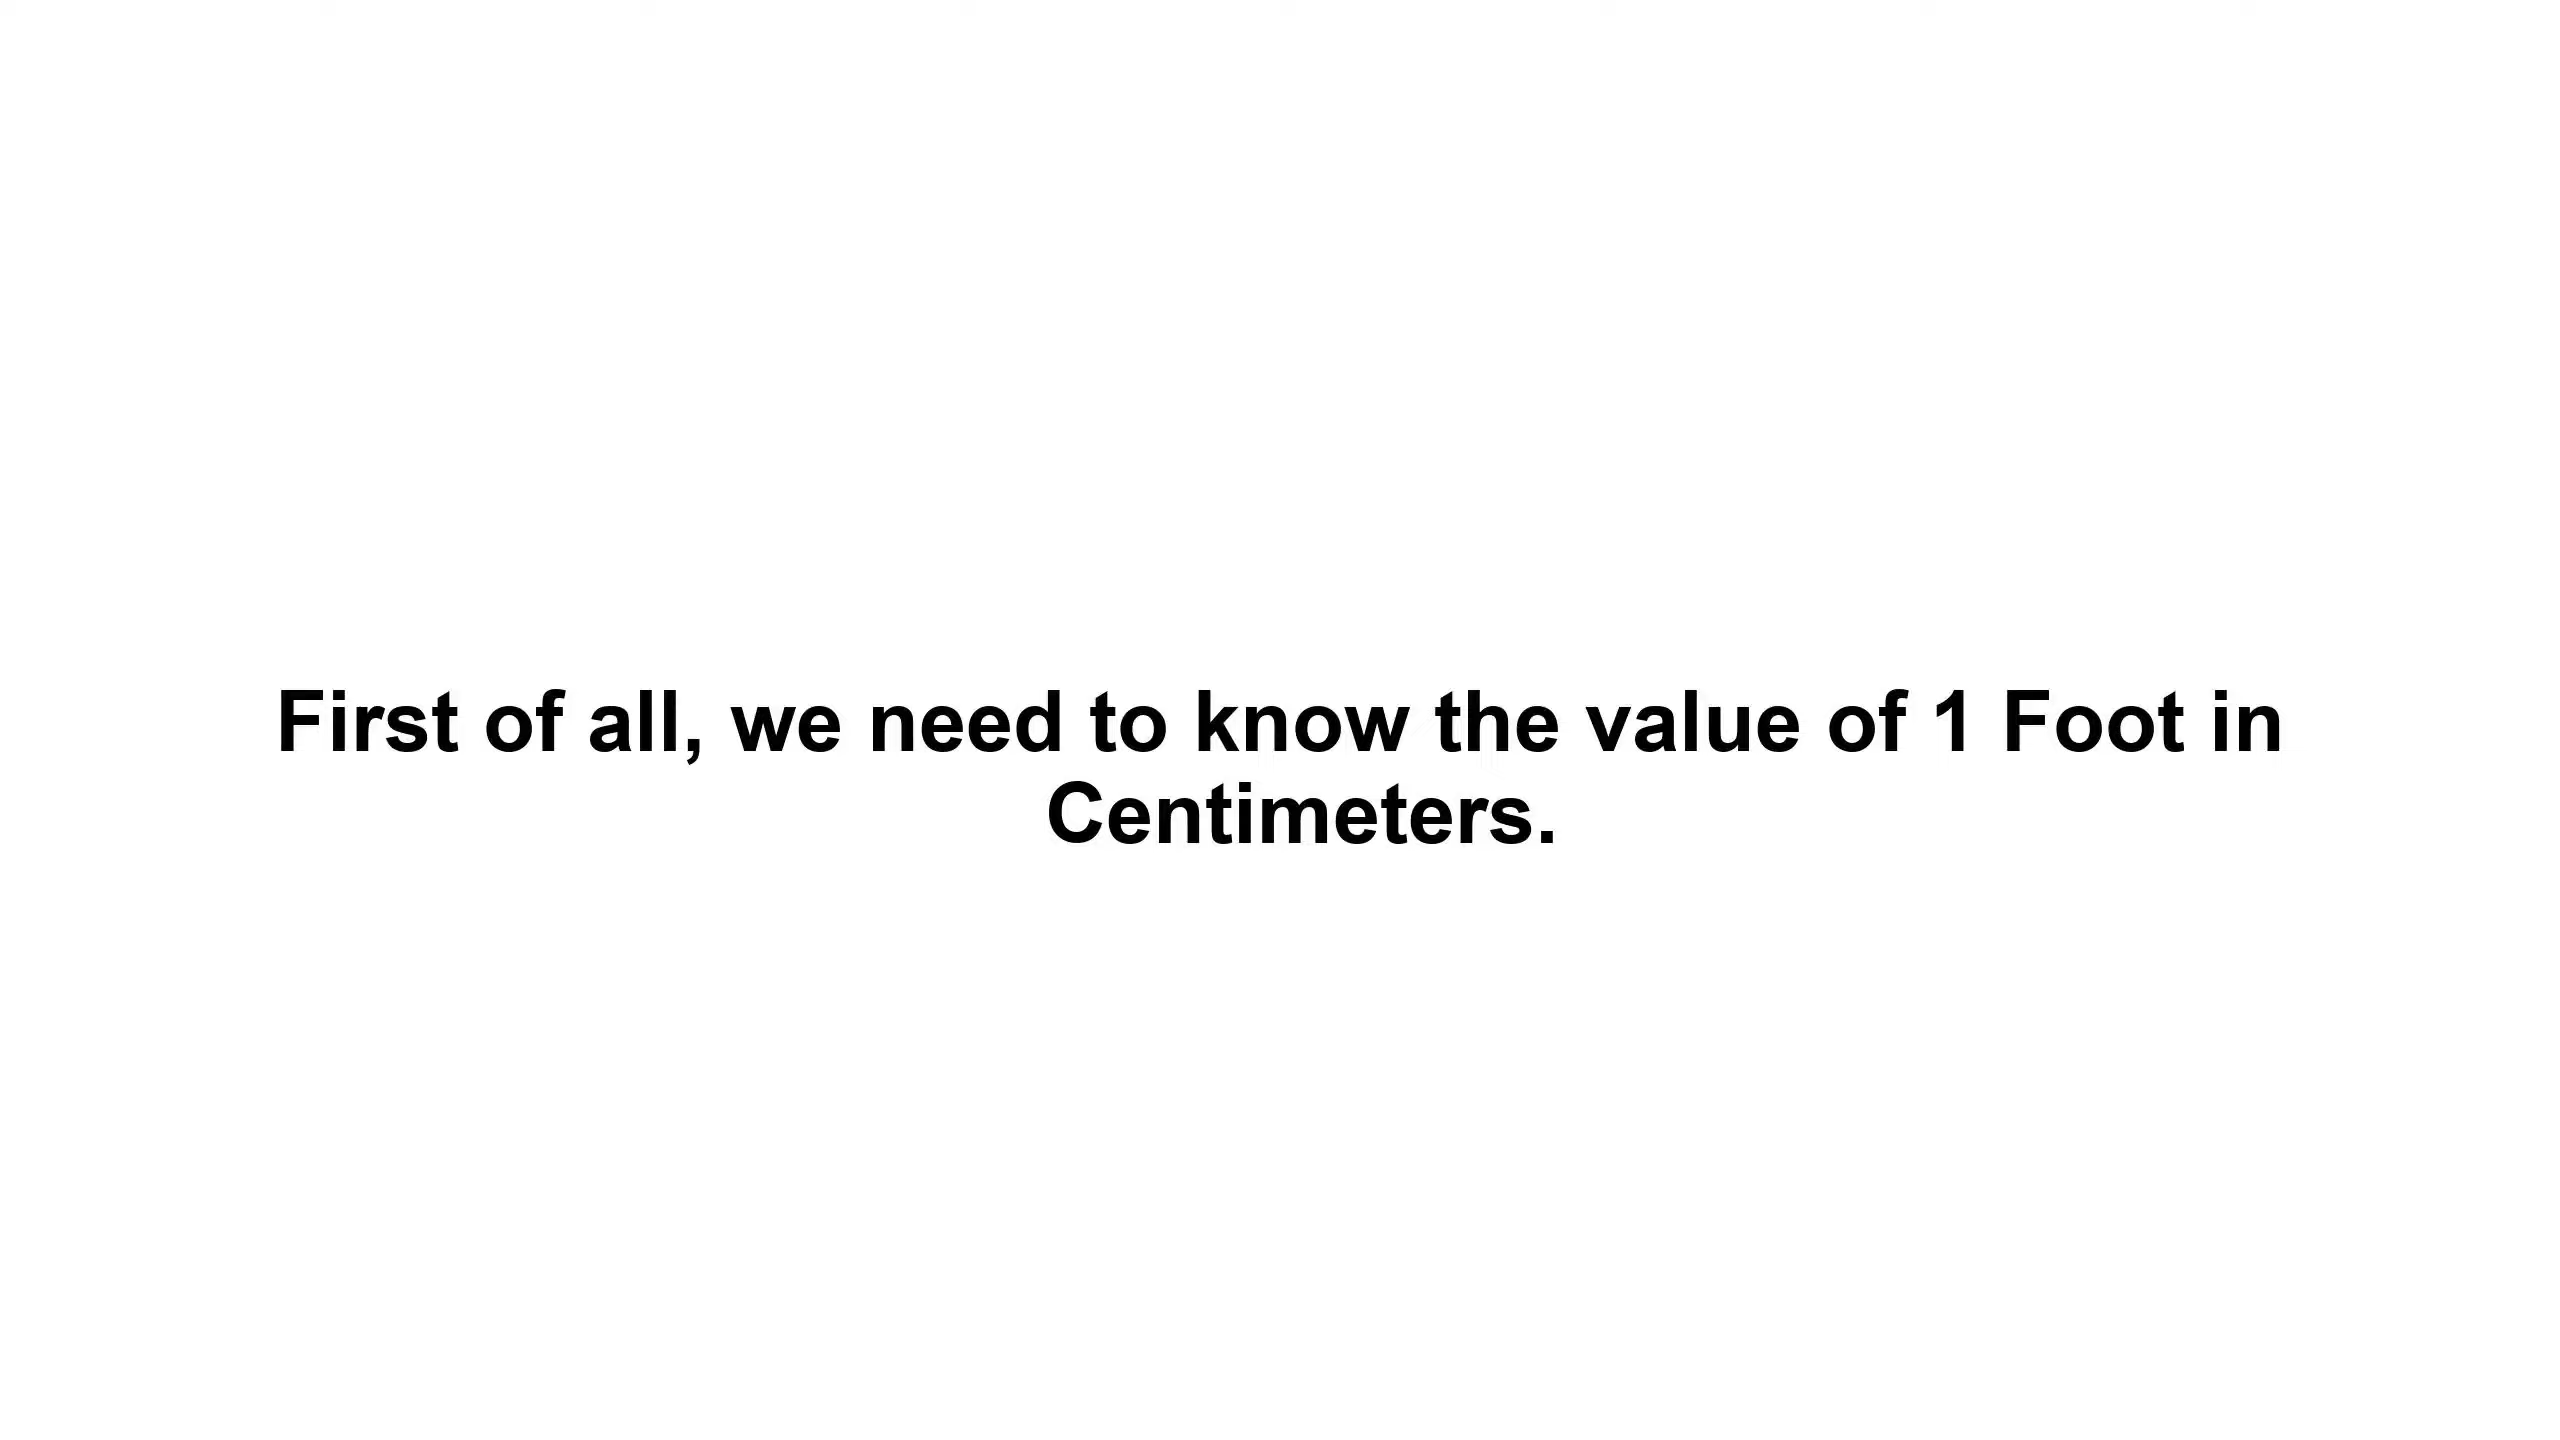 First of all, we need to know the value of 1 Foot in
Centimeters.